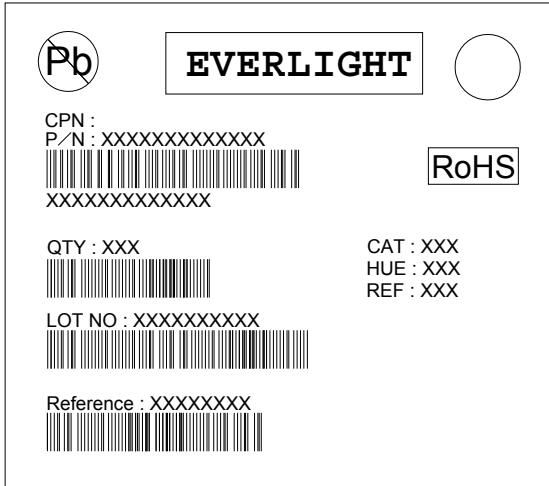 Pb
EVERLIGHT
CPN :
P/N : XXXXXXXXXXXXX
RoHS
XXXXXXXXXXXXX
QTY : XXX
CAT : XXX
HUE : XXX
REF : XXX
LOT NO : XXXXXXXXXX
Reference : XXXXXXXX